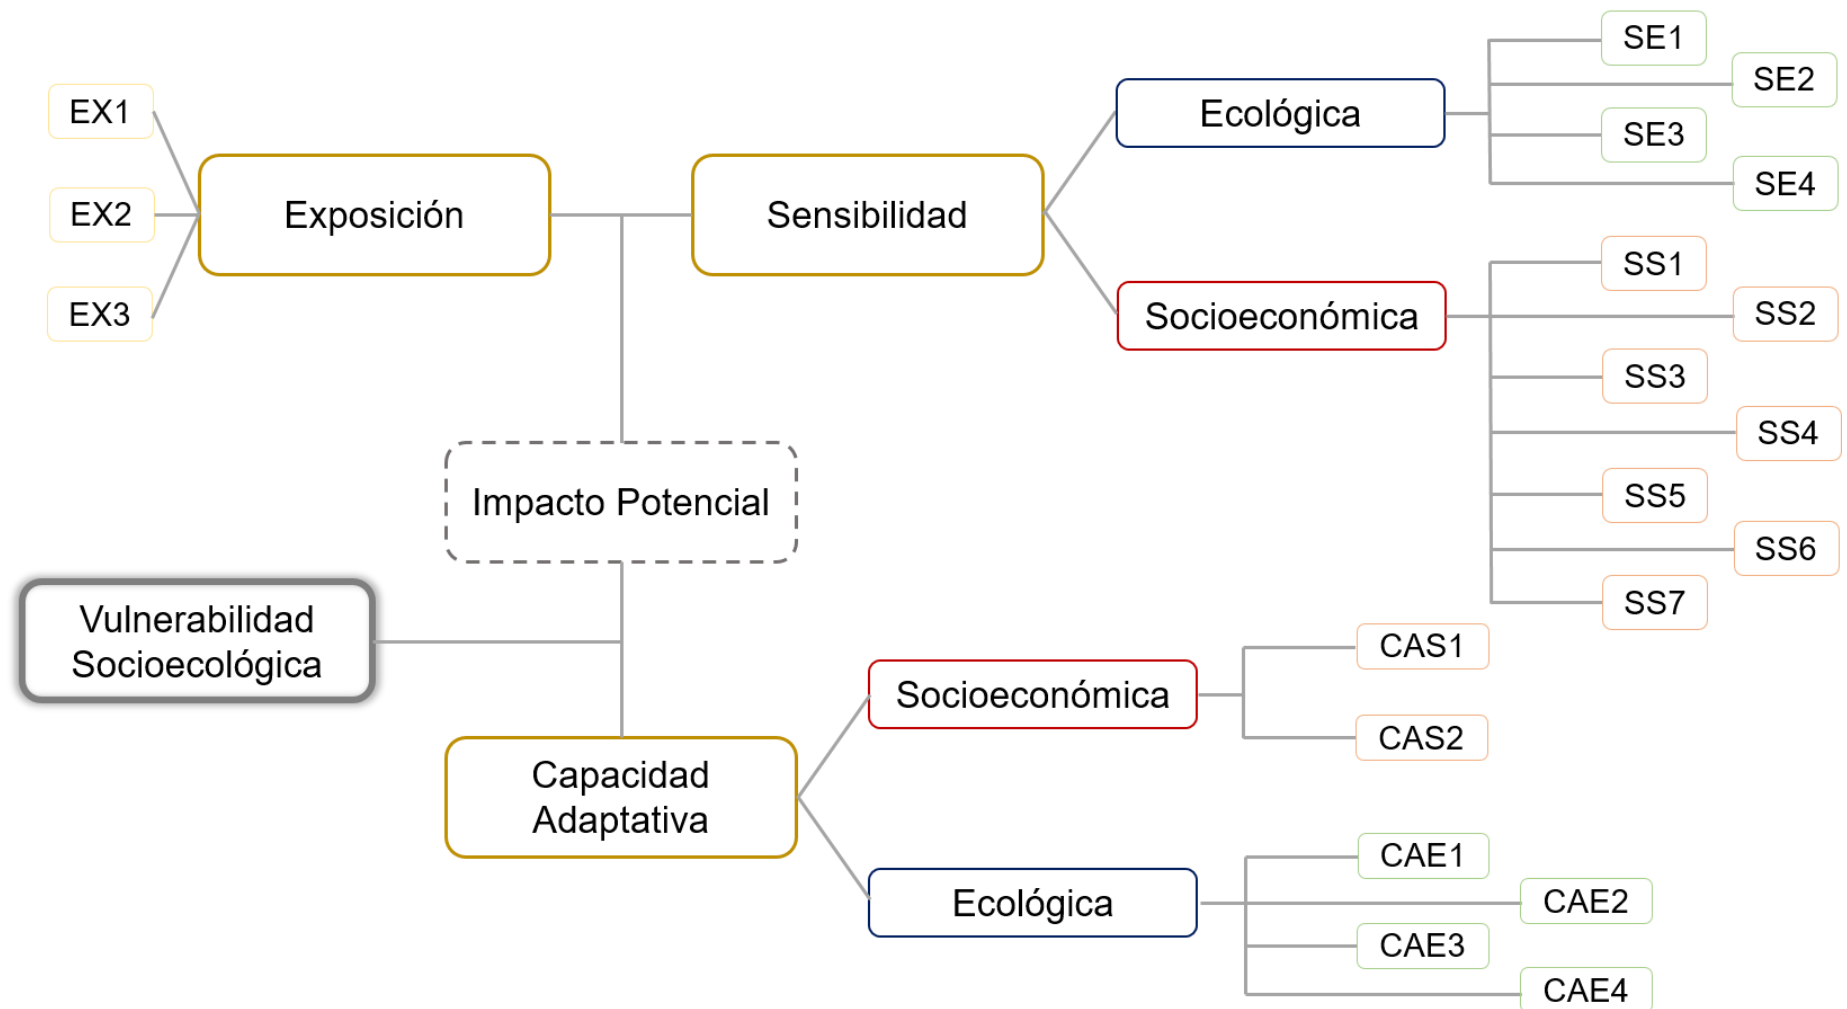 EX1
EX2
EX3
Exposición
Sensibilidad
Ecológica
SE1
SE2
SE3
SE4
Socioeconómica
SS1
SS2
SS3
SS4
SS5
SS6
SS7
Impacto Potencial
Vulnerabilidad
Socioecológica
Capacidad
Adaptativa
Socioeconómica
CAS1
CAS2
Ecológica
CAE1
CAE2
CAE3
CAE4